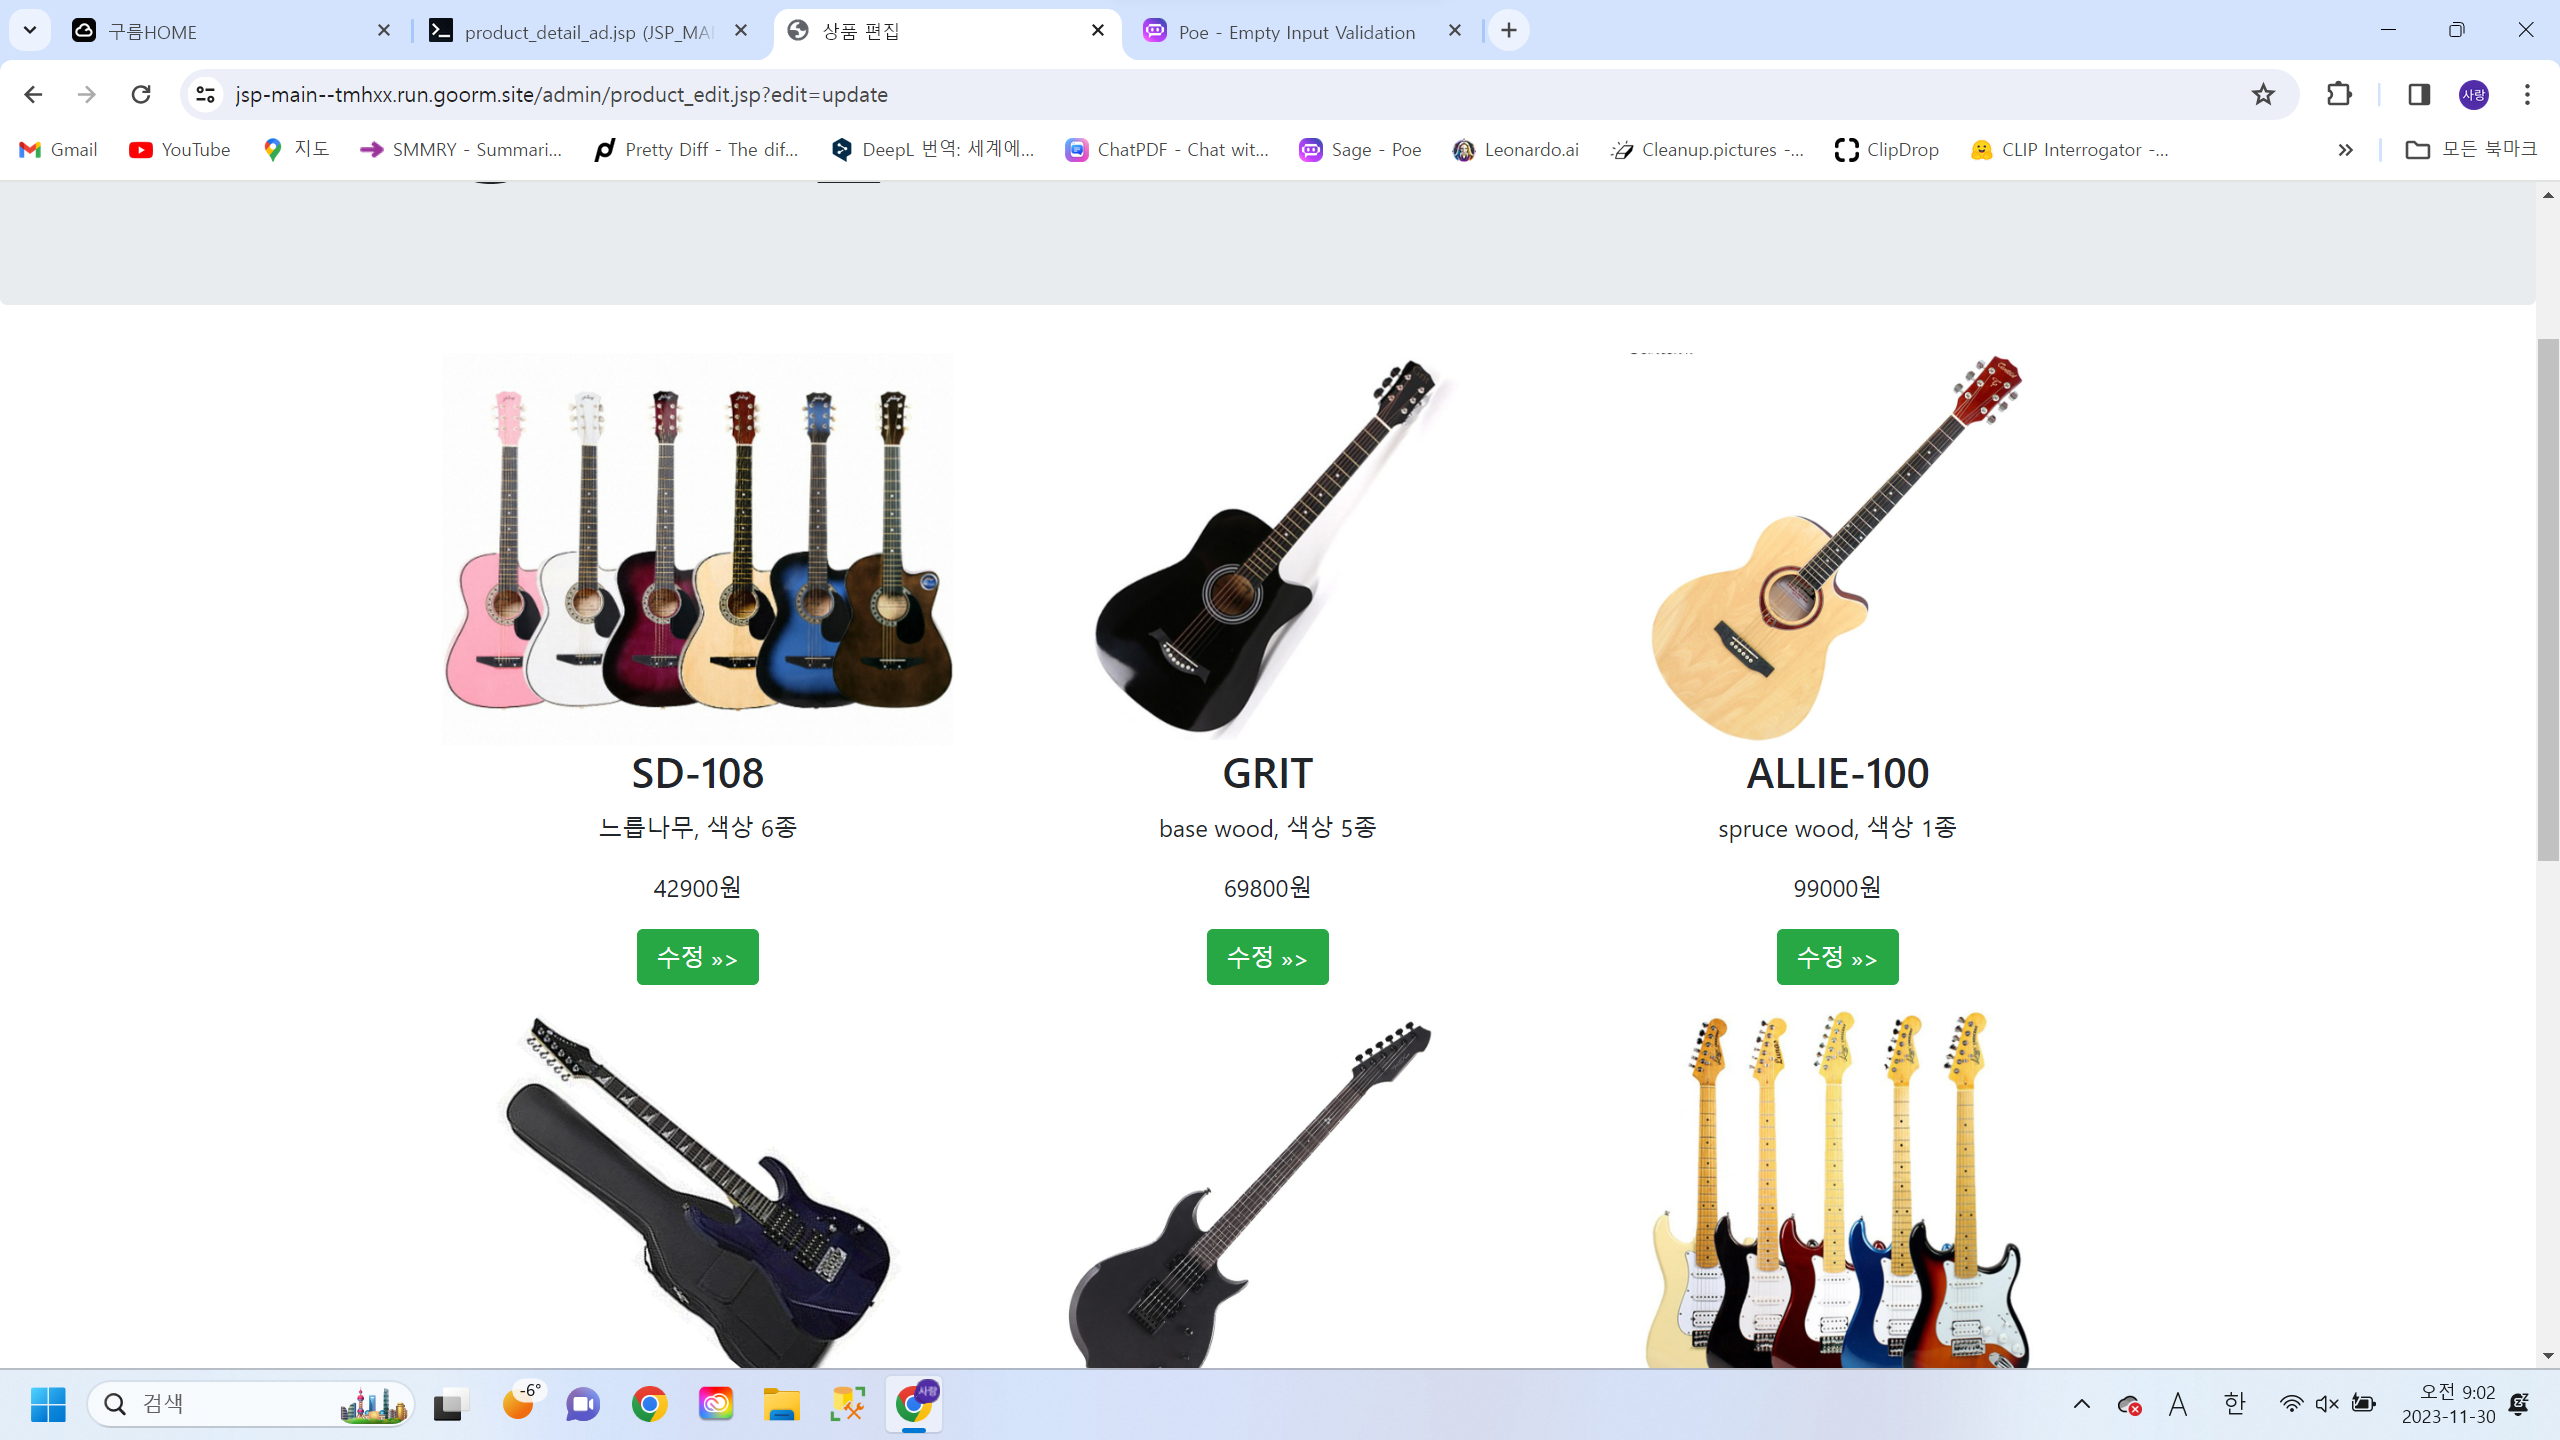 구름HOME
product_detail_ad.jsp (JSP_MAI
상품 편집
Poe - Empty Input Validation
jsp-main--tmhxx.run.goorm.site/admin/product_edit.jsp?edit=update
사랑
Gmail
YouTube
지도
SMMRY - Summari...
Pretty Diff - The dif...
DeepL 번역: 세계에...
ChatPDF - Chat wit...
Sage - Poe
Leonardo.ai
Cleanup.pictures -...
ClipDrop
CLIP Interrogator -...
»
모든 북마크
SD-108
느릅나무, 색상 6종
42900원
수정 »>
GRIT
base wood, 색상 5종
69800원
수정 »>
ALLIE-100
spruce wood, 색상 1종
99000원
수정 »>
검색
-6°
사랑
A
한
오전 9:02
2023-11-30